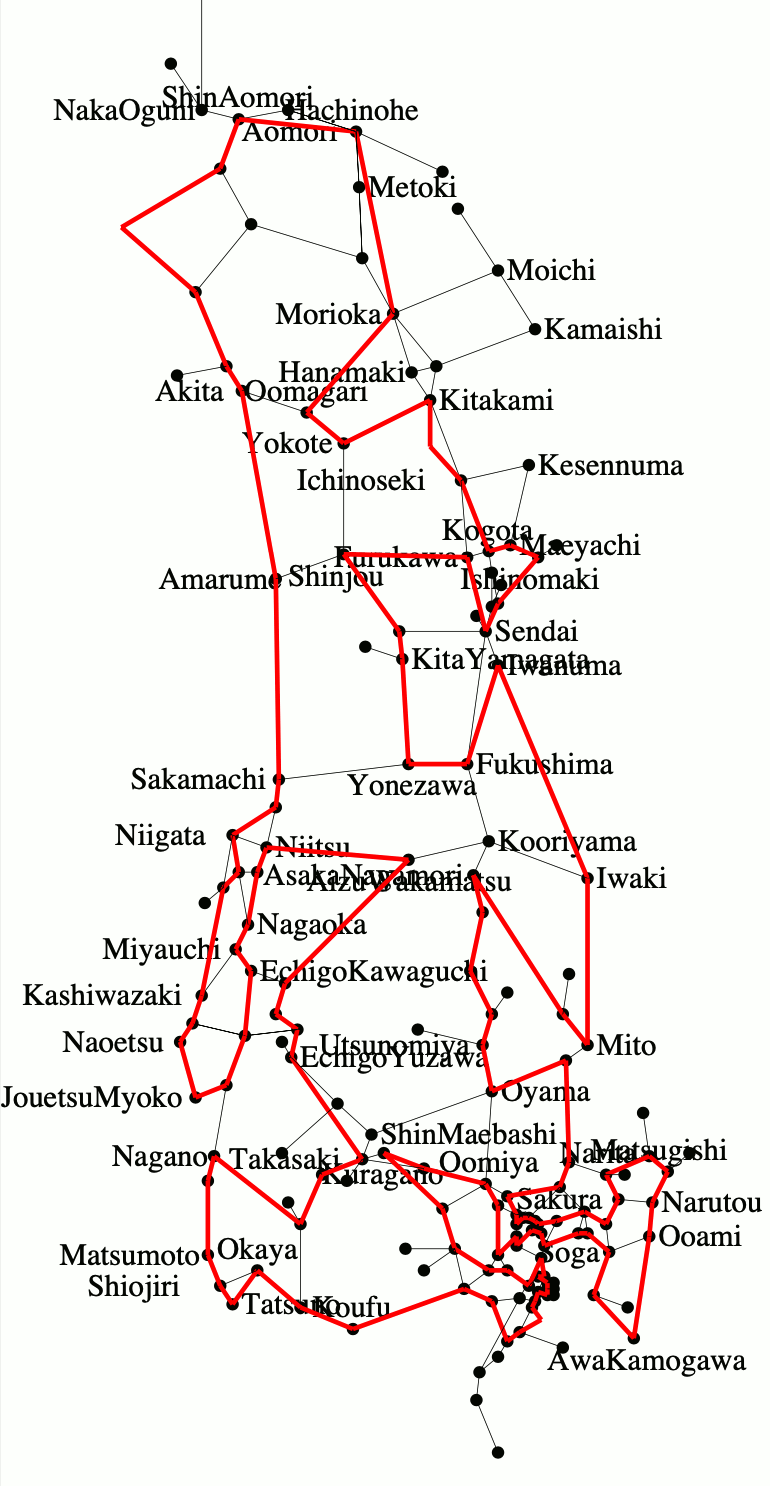 ShinAomori
NakaOguni
Hachinohe
Aomori
Metoki
Moichi
Morioka
Kamaishi
Hanamaki
Akita
Oomagari
Kitakami
Yokote
Kesennuma
Ichinoseki
Kogota
Maeyachi
Furukawa
Amarume
Shinjou
Ishinomaki
Sendai
KitaYamagata
Iwanuma
Sakamachi
Fukushima
Yonezawa
Niigata
Niitsu
Kooriyama
AsakaNagamori
AizuWakamatsu
Iwaki
Nagaoka
Miyauchi
EchigoKawaguchi
Kashiwazaki
Naoetsu
Utsunomiya
Mito
EchigoYuzawa
JouetsuMyoko
Oyama
ShinMaebashi
Nagano
Takasaki
Oomiya
Narita
Matsugishi
Kuragano
Sakura
Narutou
Matsumoto
Okaya
Soga
Ooami
Shiojiri
Tatsuno
Koufu
AwaKamogawa